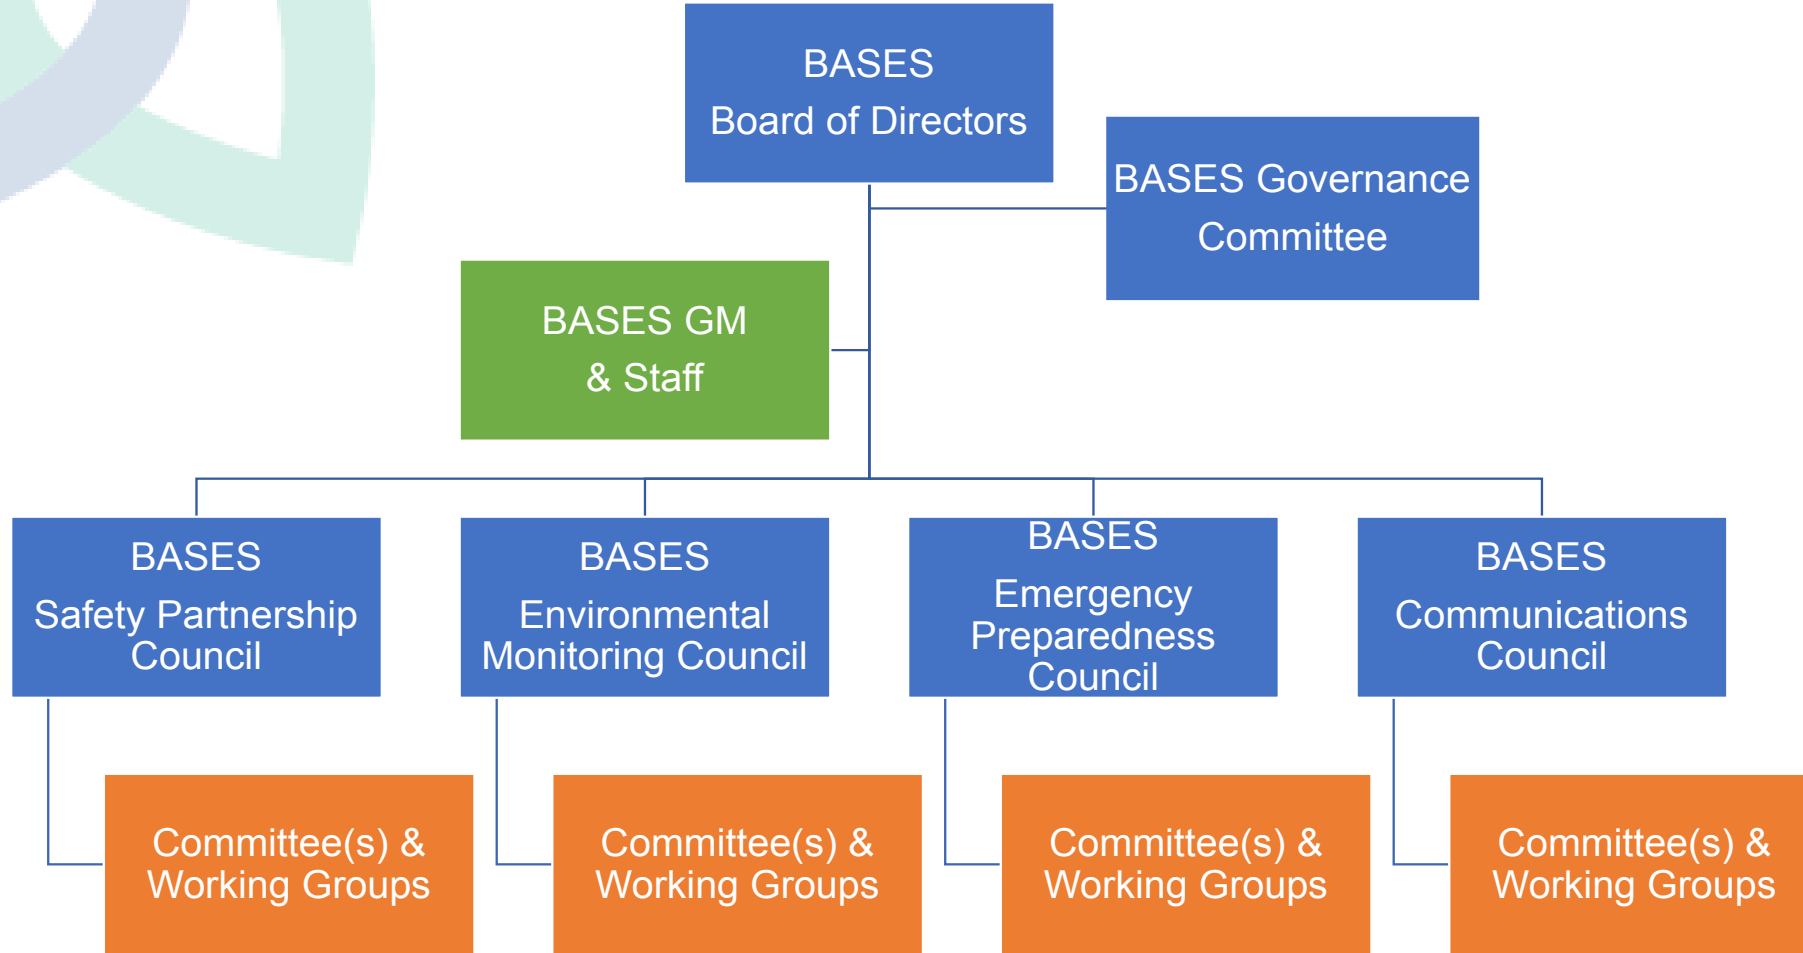 BASES
Board of Directors
BASES Governance
Committee
BASES GM
& Staff
BASES
Safety Partnership
Council
BASES
Environmental
Monitoring Council
BASES
Emergency
Preparedness
Council
BASES
Communications
Council
Committee(s) &
Working Groups
Committee(s) &
Working Groups
Committee(s) &
Working Groups
Committee(s) &
Working Groups